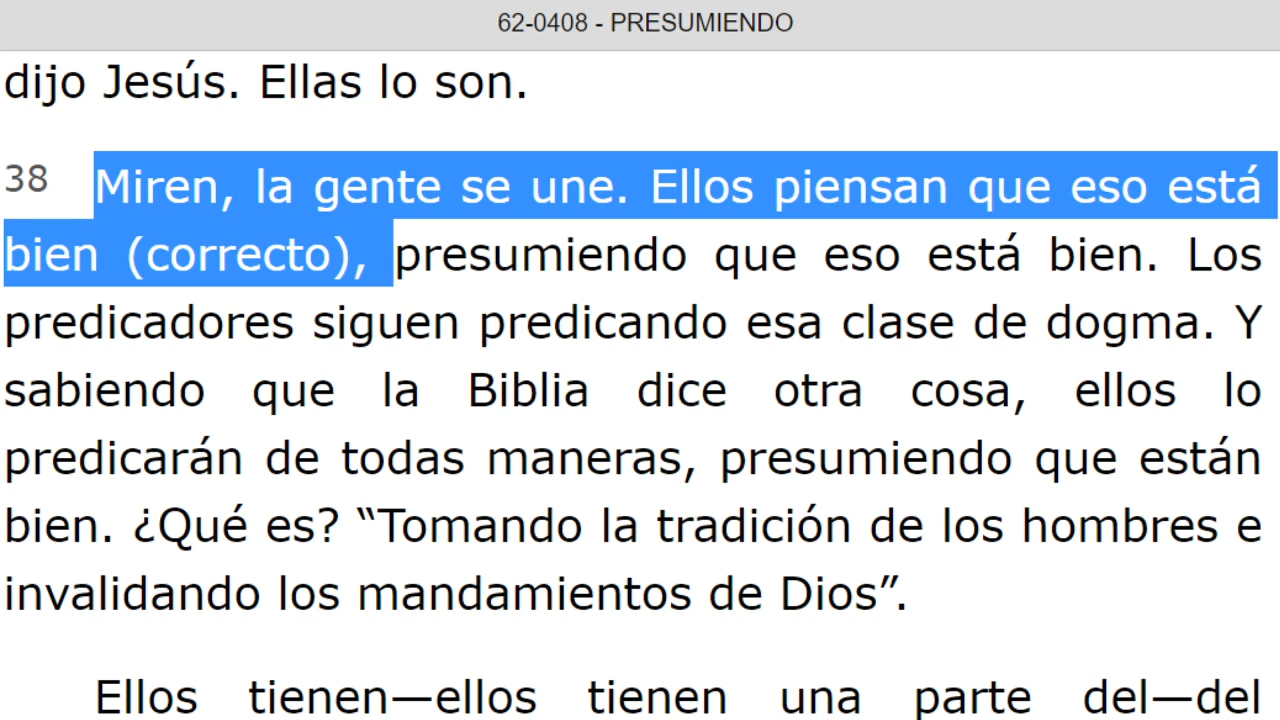 62-0408 - PRESUMIENDO
dijo Jesús. Ellas lo son.
38 Miren, la gente se une. Ellos piensan que eso está
bien (correcto), presumiendo que eso está bien. Los
predicadores siguen predicando esa clase de dogma. Y
sabiendo que la Biblia dice otra cosa, ellos lo
predicarán de todas maneras, presumiendo que están
bien. ¿Qué es? “Tomando la tradición de los hombres e
invalidando los mandamientos de Dios”.
Ellos tienen—ellos tienen una parte del—del